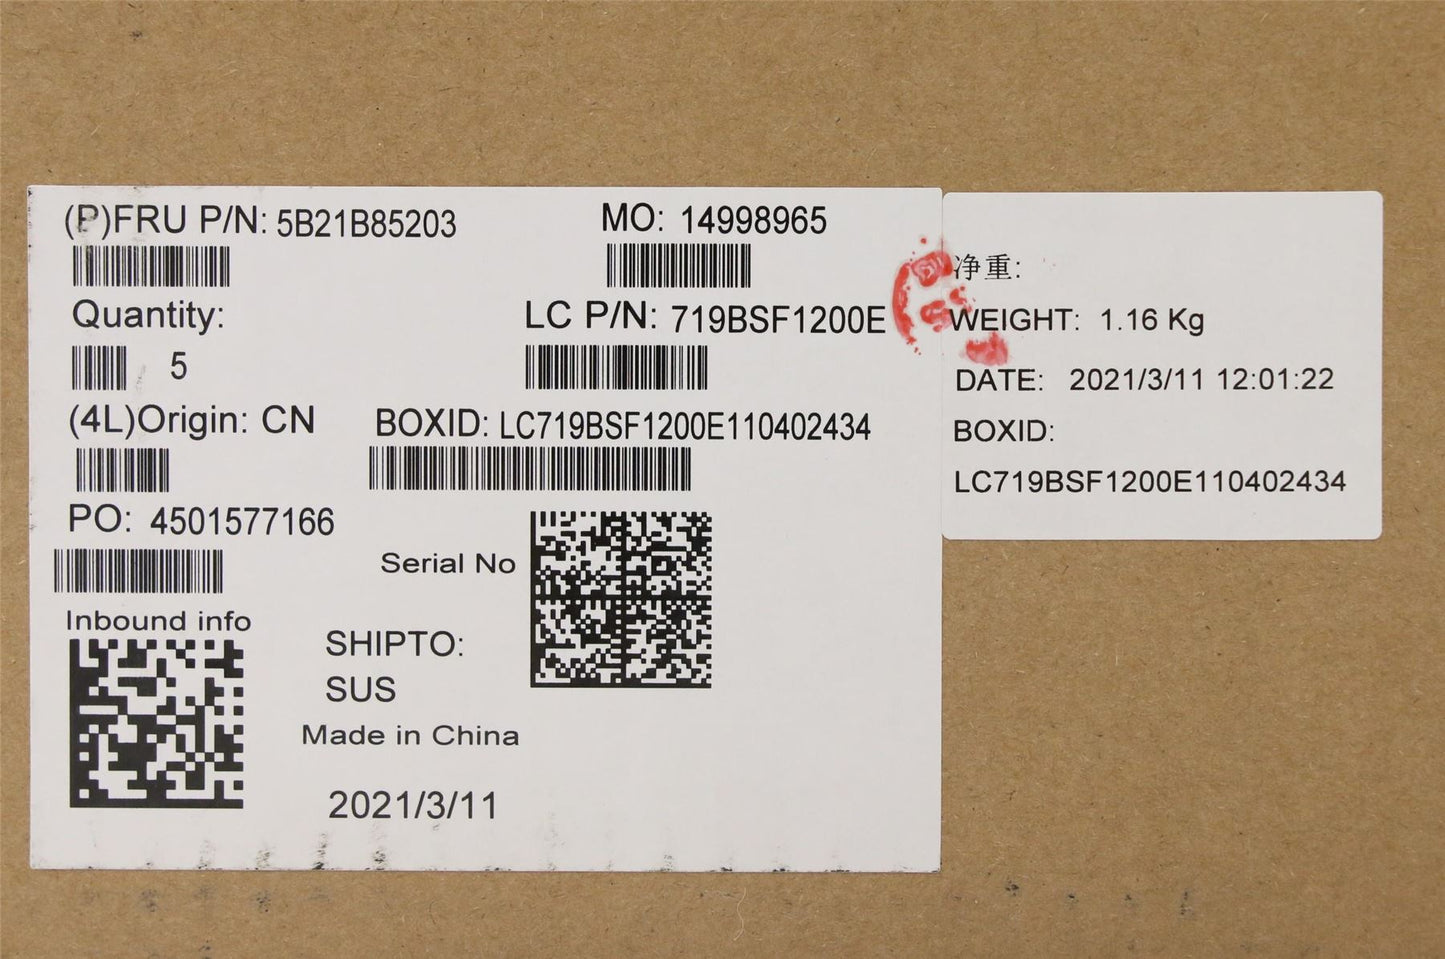 (P)FRU P/N: 5B21B85203
MO: 14998965
Quantity:
5
LC P/N: 719BSF1200E
(4L)Origin: CN
BOXID: LC719BSF1200E110402434
PO: 4501577166
Serial No
Inbound info
SHIPTO:
SUS
Made in China
2021/3/11
净重:
WEIGHT: 1.16 Kg
DATE: 2021/3/11 12:01:22
BOXID:
LC719BSF1200E110402434